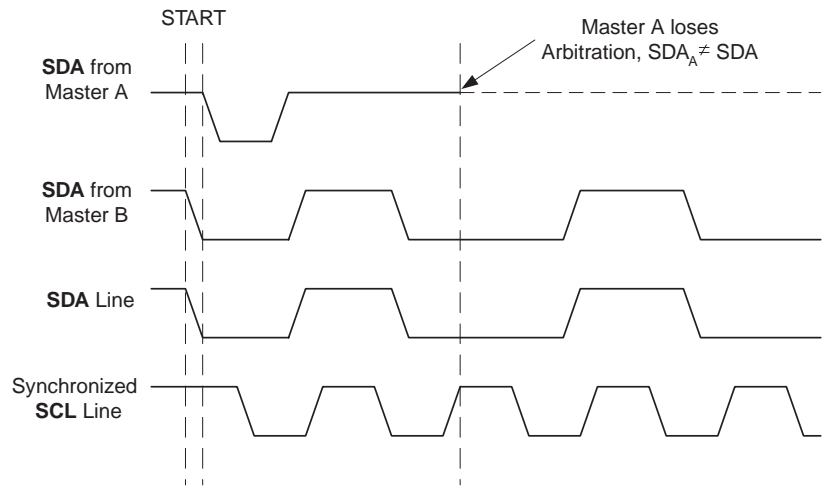 START
Master A loses
Arbitration, SDA_A ≠ SDA
SDA from
Master A
SDA from
Master B
SDA Line
Synchronized
SCL Line